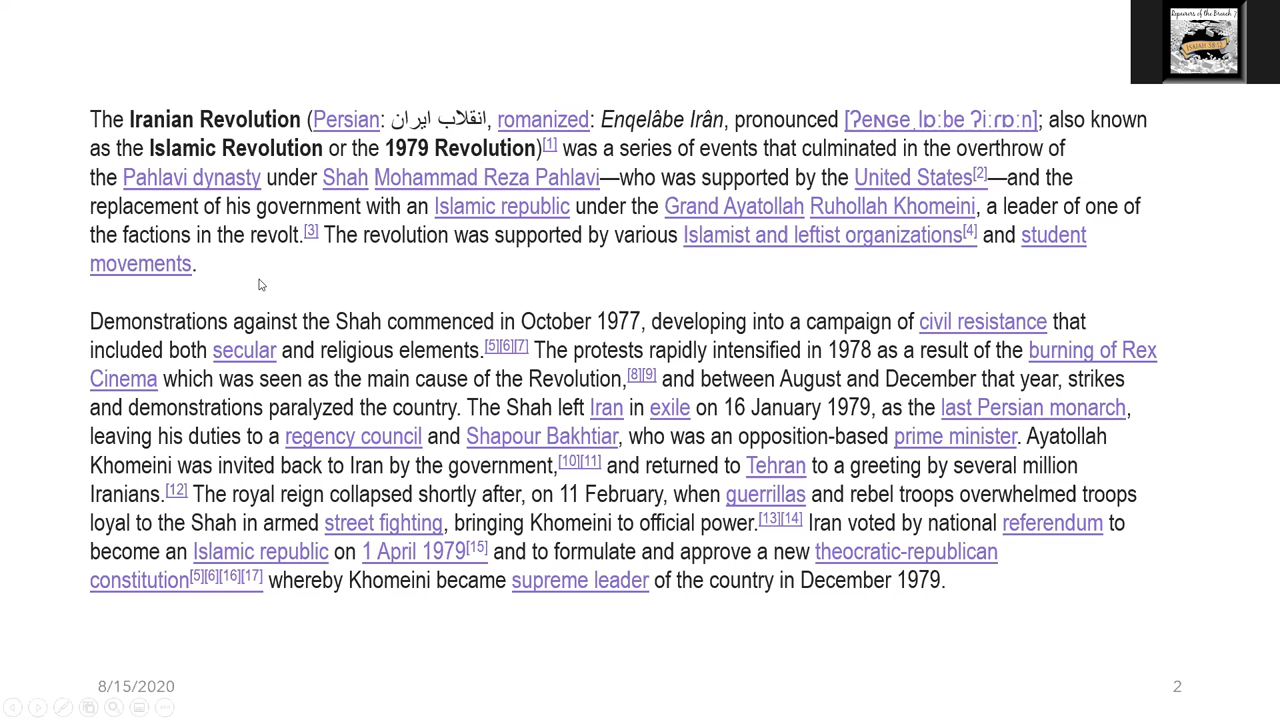 Repairers of the Breach 7
ISAIAH 58:12
The Iranian Revolution (Persian: انقلاب ایران, romanized: Enqelâbe Irân, pronounced [ʔeɴɢeˌlɒːbe ʔiːɾɒːn]; also known
as the Islamic Revolution or the 1979 Revolution)[1] was a series of events that culminated in the overthrow of
the Pahlavi dynasty under Shah Mohammad Reza Pahlavi—who was supported by the United States[2]—and the
replacement of his government with an Islamic republic under the Grand Ayatollah Ruhollah Khomeini, a leader of one of
the factions in the revolt.[3] The revolution was supported by various Islamist and leftist organizations[4] and student
movements.
Demonstrations against the Shah commenced in October 1977, developing into a campaign of civil resistance that
included both secular and religious elements.[5][6][7] The protests rapidly intensified in 1978 as a result of the burning of Rex
Cinema which was seen as the main cause of the Revolution,[8][9] and between August and December that year, strikes
and demonstrations paralyzed the country. The Shah left Iran in exile on 16 January 1979, as the last Persian monarch,
leaving his duties to a regency council and Shapour Bakhtiar, who was an opposition-based prime minister. Ayatollah
Khomeini was invited back to Iran by the government,[10][11] and returned to Tehran to a greeting by several million
Iranians.[12] The royal reign collapsed shortly after, on 11 February, when guerrillas and rebel troops overwhelmed troops
loyal to the Shah in armed street fighting, bringing Khomeini to official power.[13][14] Iran voted by national referendum to
become an Islamic republic on 1 April 1979[15] and to formulate and approve a new theocratic-republican
constitution[5][6][16][17] whereby Khomeini became supreme leader of the country in December 1979.
8/15/2020
2